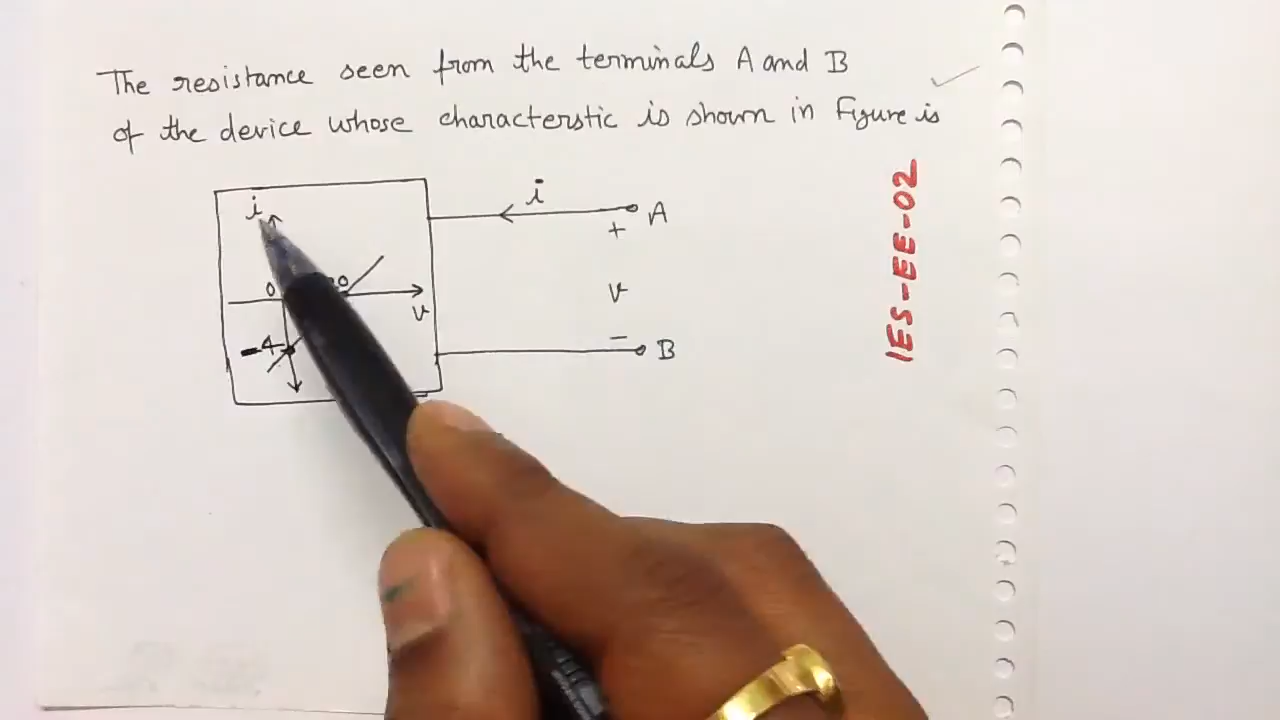 The resistance seen from the terminals A and B
of the device whose characterstic is shown in Figure is
IES-EE-02
i
i
A
+
0
v
v
-4
−
B